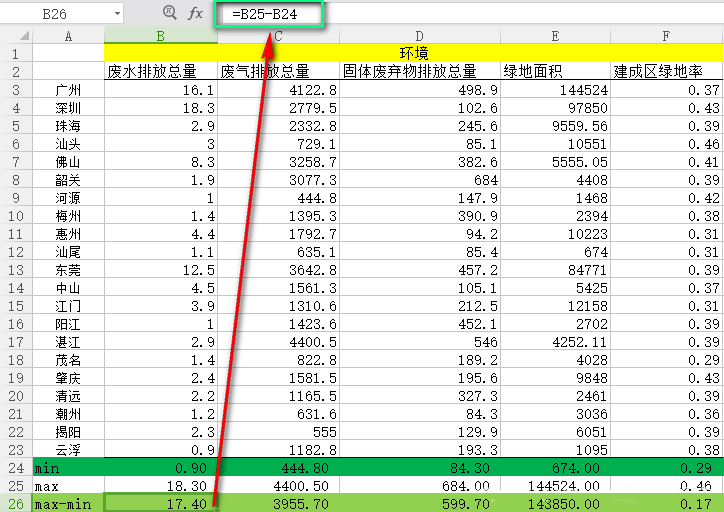 B26 fx =B25-B24
A B C D E F
1 环境
2 废水排放总量 废气排放总量 固体废弃物排放总量 绿地面积 建成区绿地率
3 广州 16.1 4122.8 498.9 144524 0.37
4 深圳 18.3 2779.5 102.6 97850 0.43
5 珠海 2.9 2332.8 245.6 9559.56 0.39
6 汕头 3 729.1 85.1 10551 0.46
7 佛山 8.3 3258.7 382.6 5555.05 0.41
8 韶关 1.9 3077.3 684 4408 0.39
9 河源 1 444.8 147.9 1468 0.42
10 梅州 1.4 1395.3 390.9 2394 0.38
11 惠州 4.4 1792.7 94.2 10223 0.31
12 汕尾 1.1 635.1 85.4 674 0.31
13 东莞 12.5 3642.8 457.2 84771 0.39
14 中山 4.5 1561.3 105.1 5425 0.37
15 江门 3.9 1310.6 212.5 12158 0.31
16 阳江 1 1423.6 452.1 2702 0.39
17 湛江 2.9 4400.5 546 4252.11 0.39
18 茂名 1.4 822.8 189.2 4028 0.29
19 肇庆 2.4 1581.5 195.6 9848 0.43
20 清远 2.2 1165.5 327.3 2461 0.39
21 潮州 1.2 631.6 84.3 3036 0.36
22 揭阳 2.3 555 129.9 6051 0.39
23 云浮 0.9 1182.8 193.3 1095 0.38
24 min 0.90 444.80 84.30 674.00 0.29
25 max 18.30 4400.50 684.00 144524.00 0.46
26 max-min 17.40 3955.70 599.70 143850.00 0.17